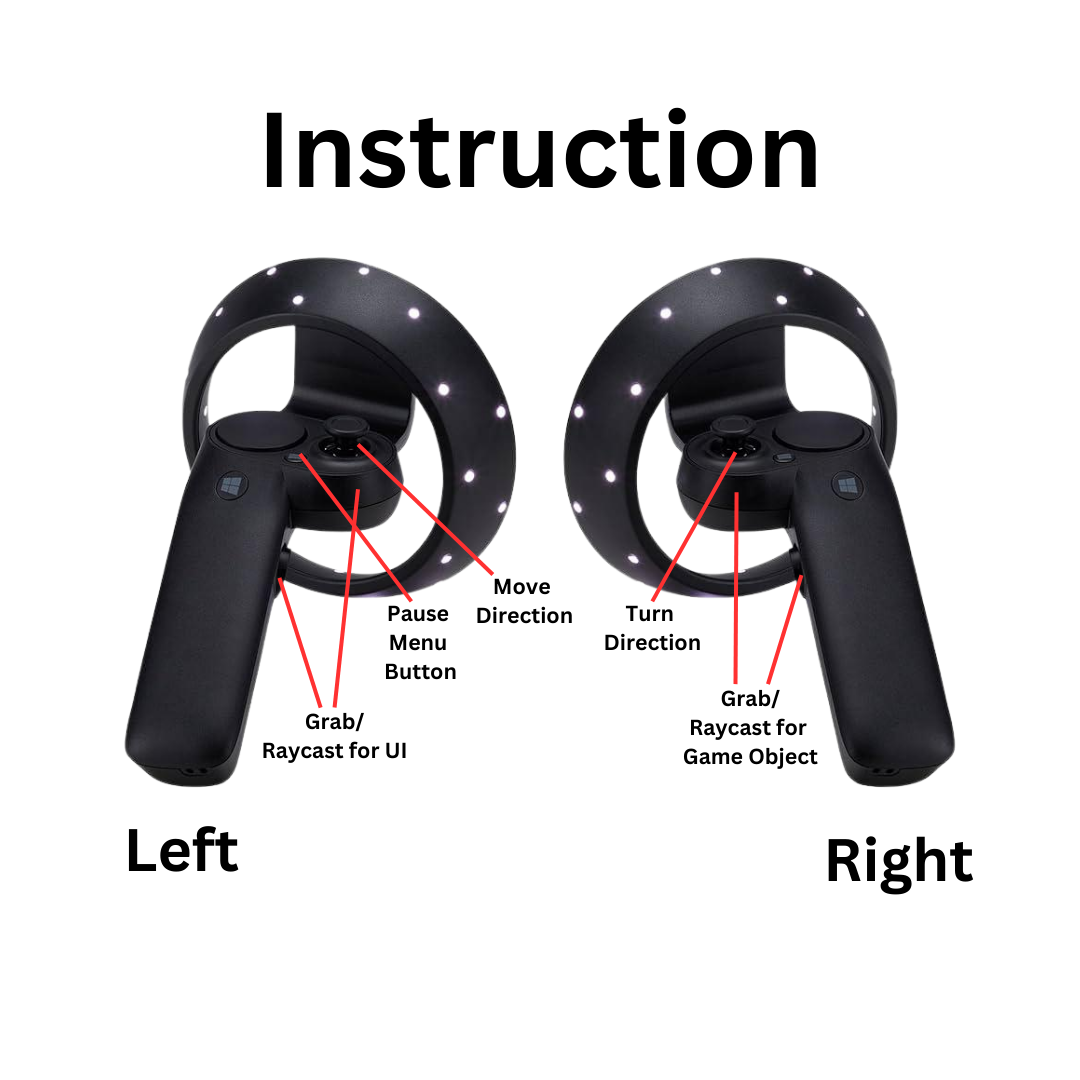 Instruction
Move
Direction
Pause
Menu
Button
Grab/
Raycast for UI
Turn
Direction
Grab/
Raycast for
Game Object
Left
Right